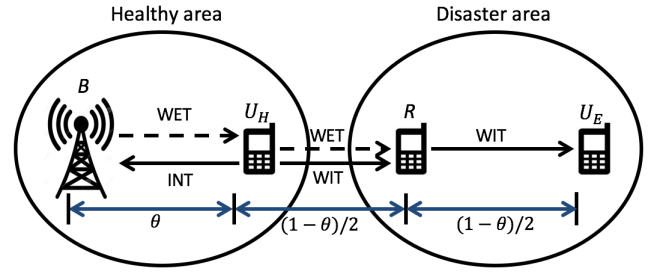 Healthy area
Disaster area
B
U_H
R
U_E
WET
WET
WIT
INT
WIT
θ
(1 − θ)/2
(1 − θ)/2